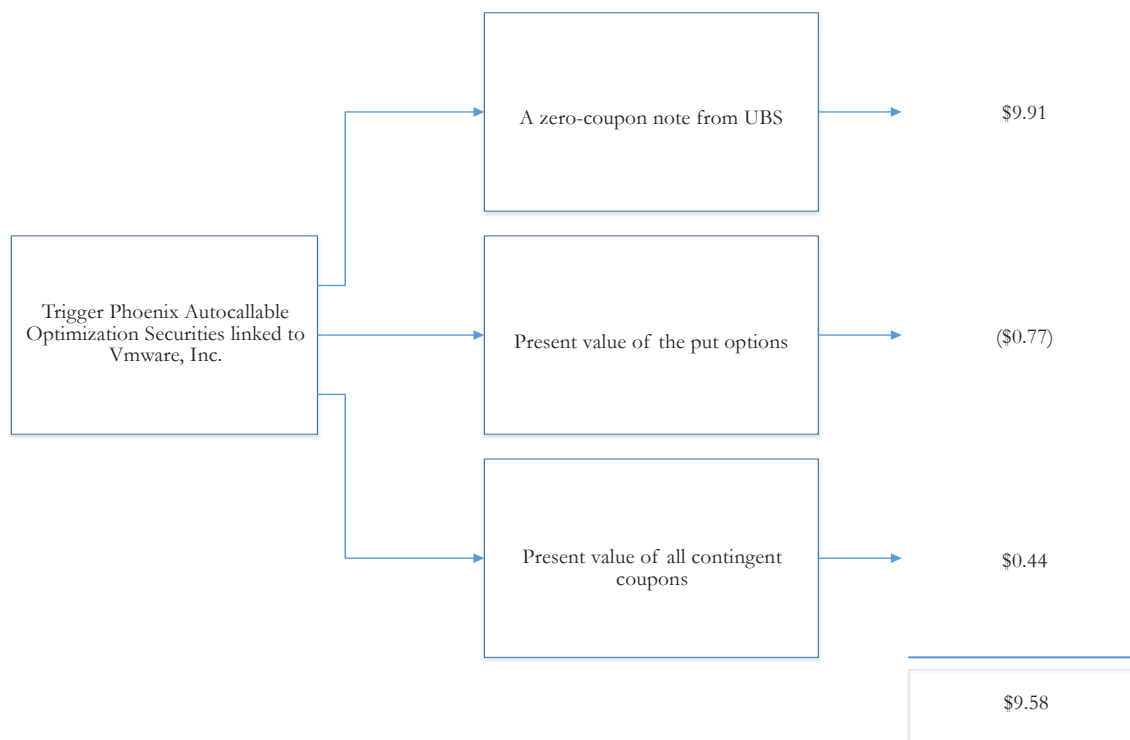 A zero-coupon note from UBS
$9.91
Trigger Phoenix Autocallable
Optimization Securities linked to
Vmware, Inc.
Present value of the put options
($0.77)
Present value of all contingent
coupons
$0.44
$9.58